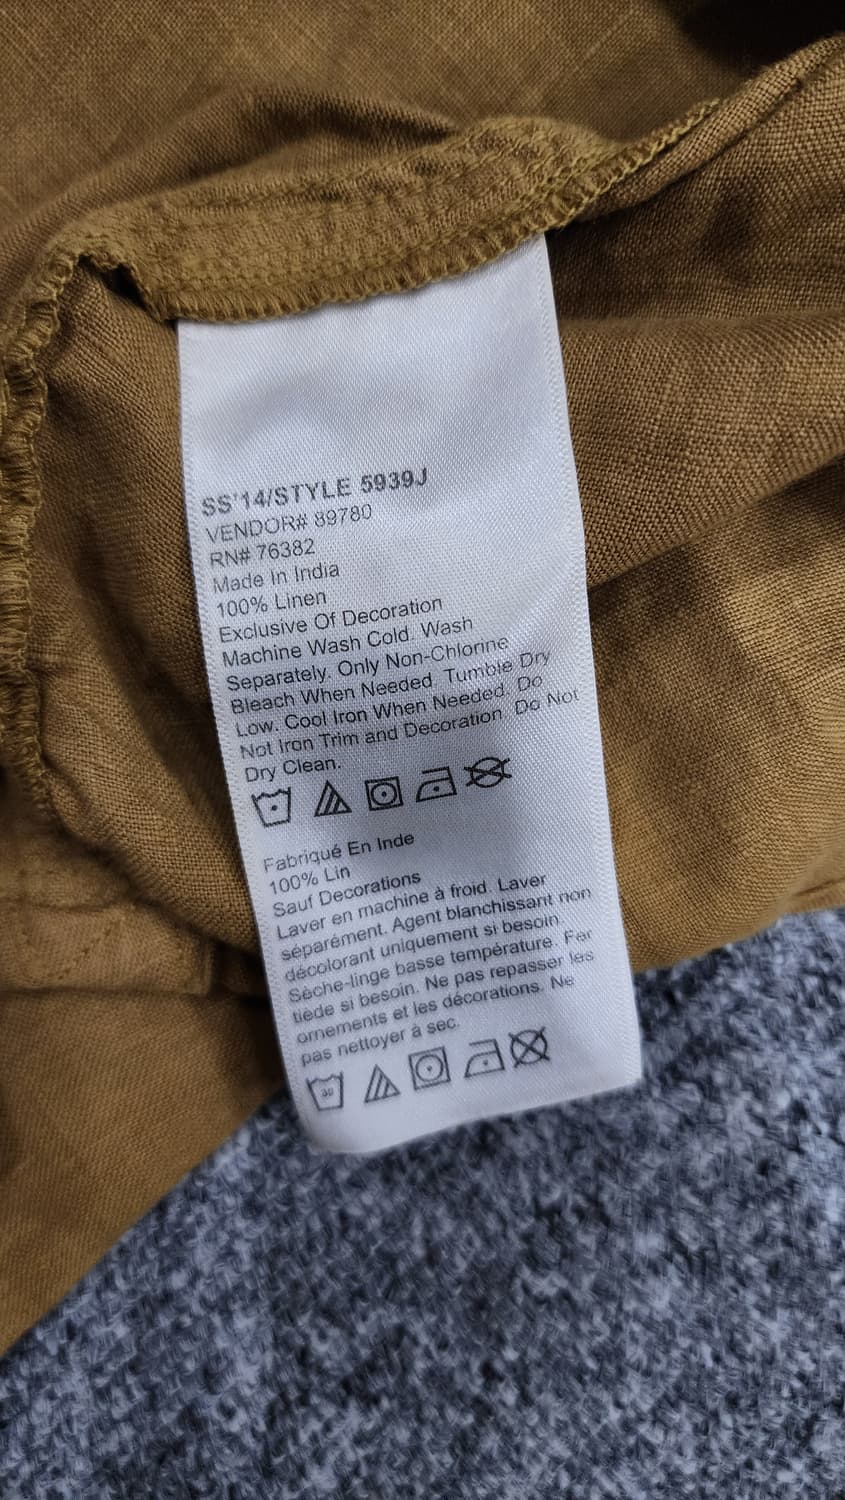 SS'14/STYLE 5939J
VENDOR# 89780
RN# 76382
Made In India
100% Linen
Exclusive Of Decoration
Machine Wash Cold. Wash
Separately. Only Non-Chlorine
Bleach When Needed. Tumble Dry
Low. Cool Iron When Needed. Do
Not Iron Trim and Decoration. Do Not
Dry Clean.
Fabriqué En Inde
100% Lin
Sauf Decorations
Laver en machine à froid. Laver
séparément. Agent blanchissant non
décolorant uniquement si besoin.
Sèche-linge basse température. Fer
tiède si besoin. Ne pas repasser les
ornements et les décorations. Ne
pas nettoyer à sec.
30